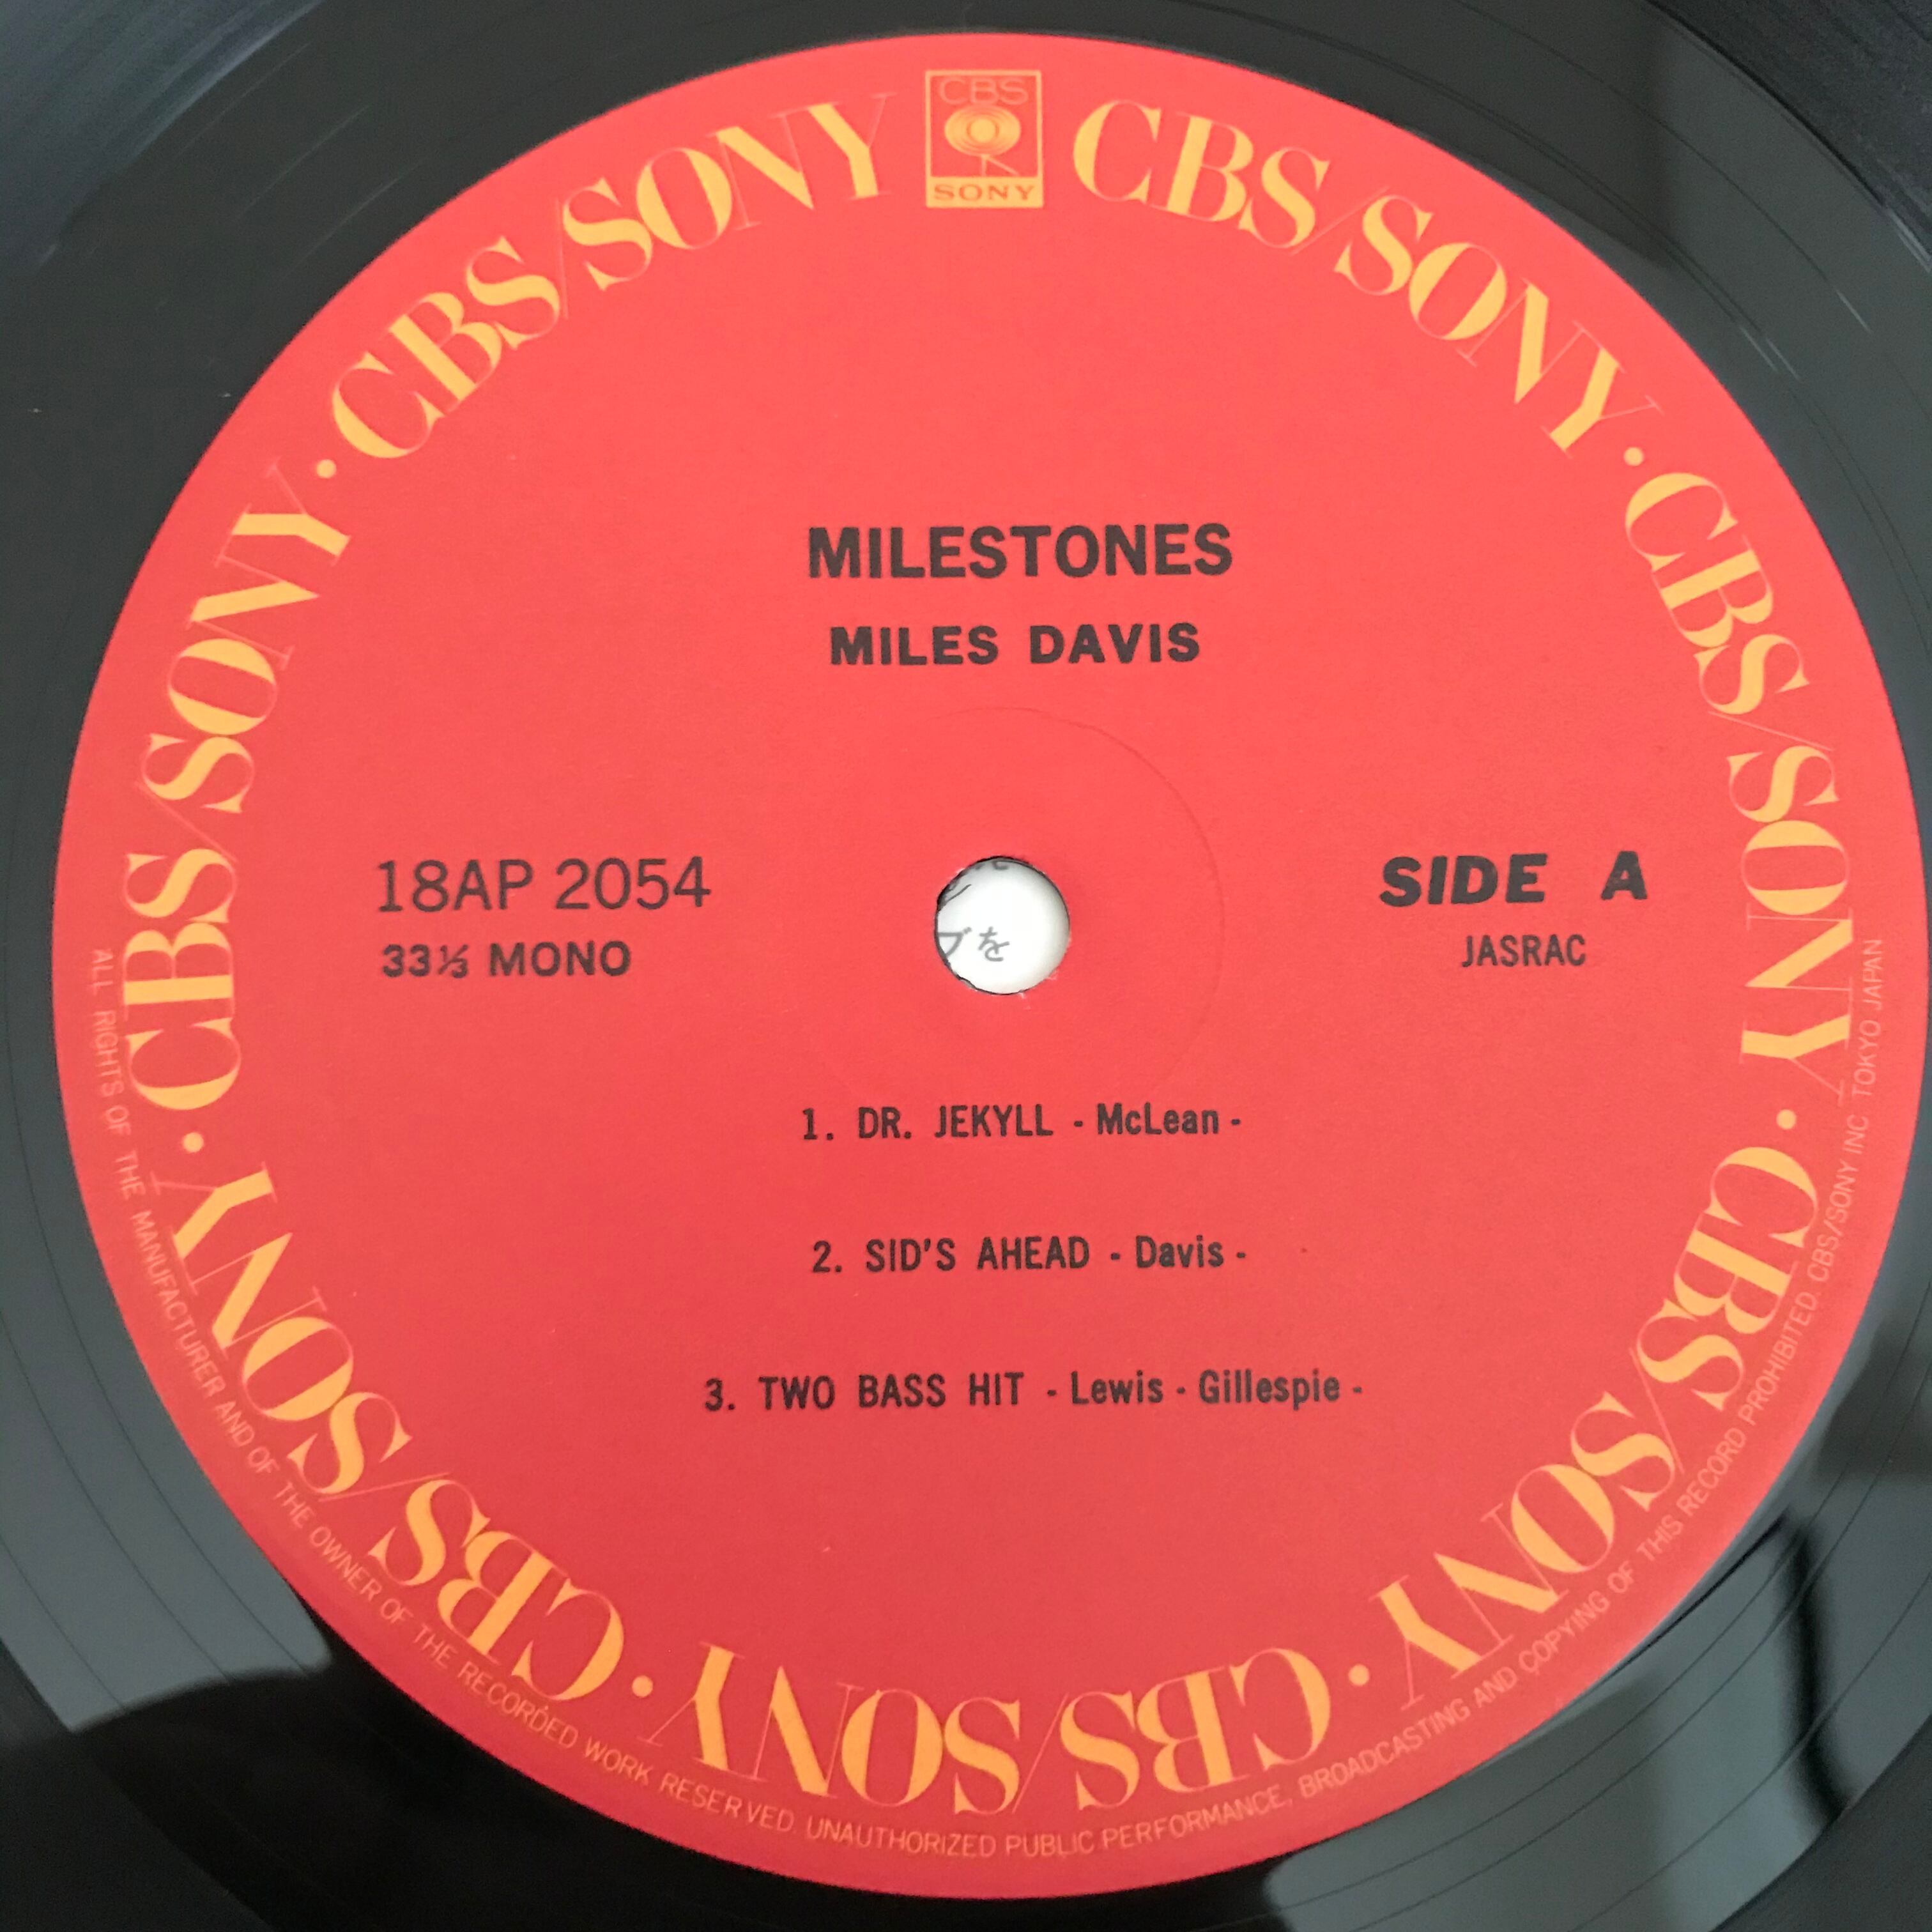 CBS
SONY
CBS/SONY · CBS/SONY · CBS/SONY · CBS/SONY · CBS/SONY · CBS/SONY · CBS/SONY
MILESTONES
MILES DAVIS
18AP 2054
33⅓ MONO
SIDE A
JASRAC
ブを
1. DR. JEKYLL - McLean -
2. SID'S AHEAD - Davis -
3. TWO BASS HIT - Lewis - Gillespie -
ALL RIGHTS OF THE MANUFACTURER AND OF THE OWNER OF THE RECORDED WORK RESERVED. UNAUTHORIZED PUBLIC PERFORMANCE, BROADCASTING AND COPYING OF THIS RECORD PROHIBITED. CBS/SONY INC TOKYO JAPAN